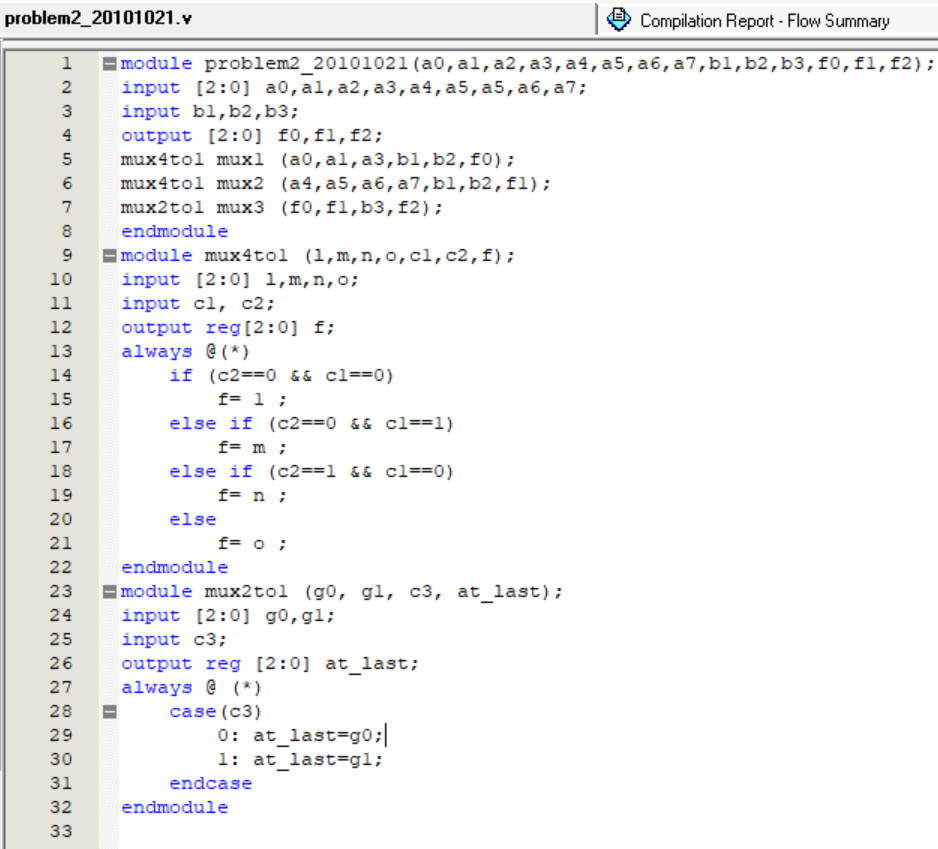 problem2_20101021.v
Compilation Report - Flow Summary
1 module problem2_20101021(a0,a1,a2,a3,a4,a5,a6,a7,b1,b2,b3,f0,f1,f2);
2 input [2:0] a0,a1,a2,a3,a4,a5,a5,a6,a7;
3 input b1,b2,b3;
4 output [2:0] f0,f1,f2;
5 mux4to1 mux1 (a0,a1,a3,b1,b2,f0);
6 mux4to1 mux2 (a4,a5,a6,a7,b1,b2,f1);
7 mux2to1 mux3 (f0,f1,b3,f2);
8 endmodule
9 module mux4to1 (l,m,n,o,c1,c2,f);
10 input [2:0] l,m,n,o;
11 input c1, c2;
12 output reg[2:0] f;
13 always @(*)
14 if (c2==0 && c1==0)
15 f= l ;
16 else if (c2==0 && c1==1)
17 f= m ;
18 else if (c2==1 && c1==0)
19 f= n ;
20 else
21 f= o ;
22 endmodule
23 module mux2to1 (g0, g1, c3, at_last);
24 input [2:0] g0,g1;
25 input c3;
26 output reg [2:0] at_last;
27 always @ (*)
28 case(c3)
29 0: at_last=g0;
30 1: at_last=g1;
31 endcase
32 endmodule
33